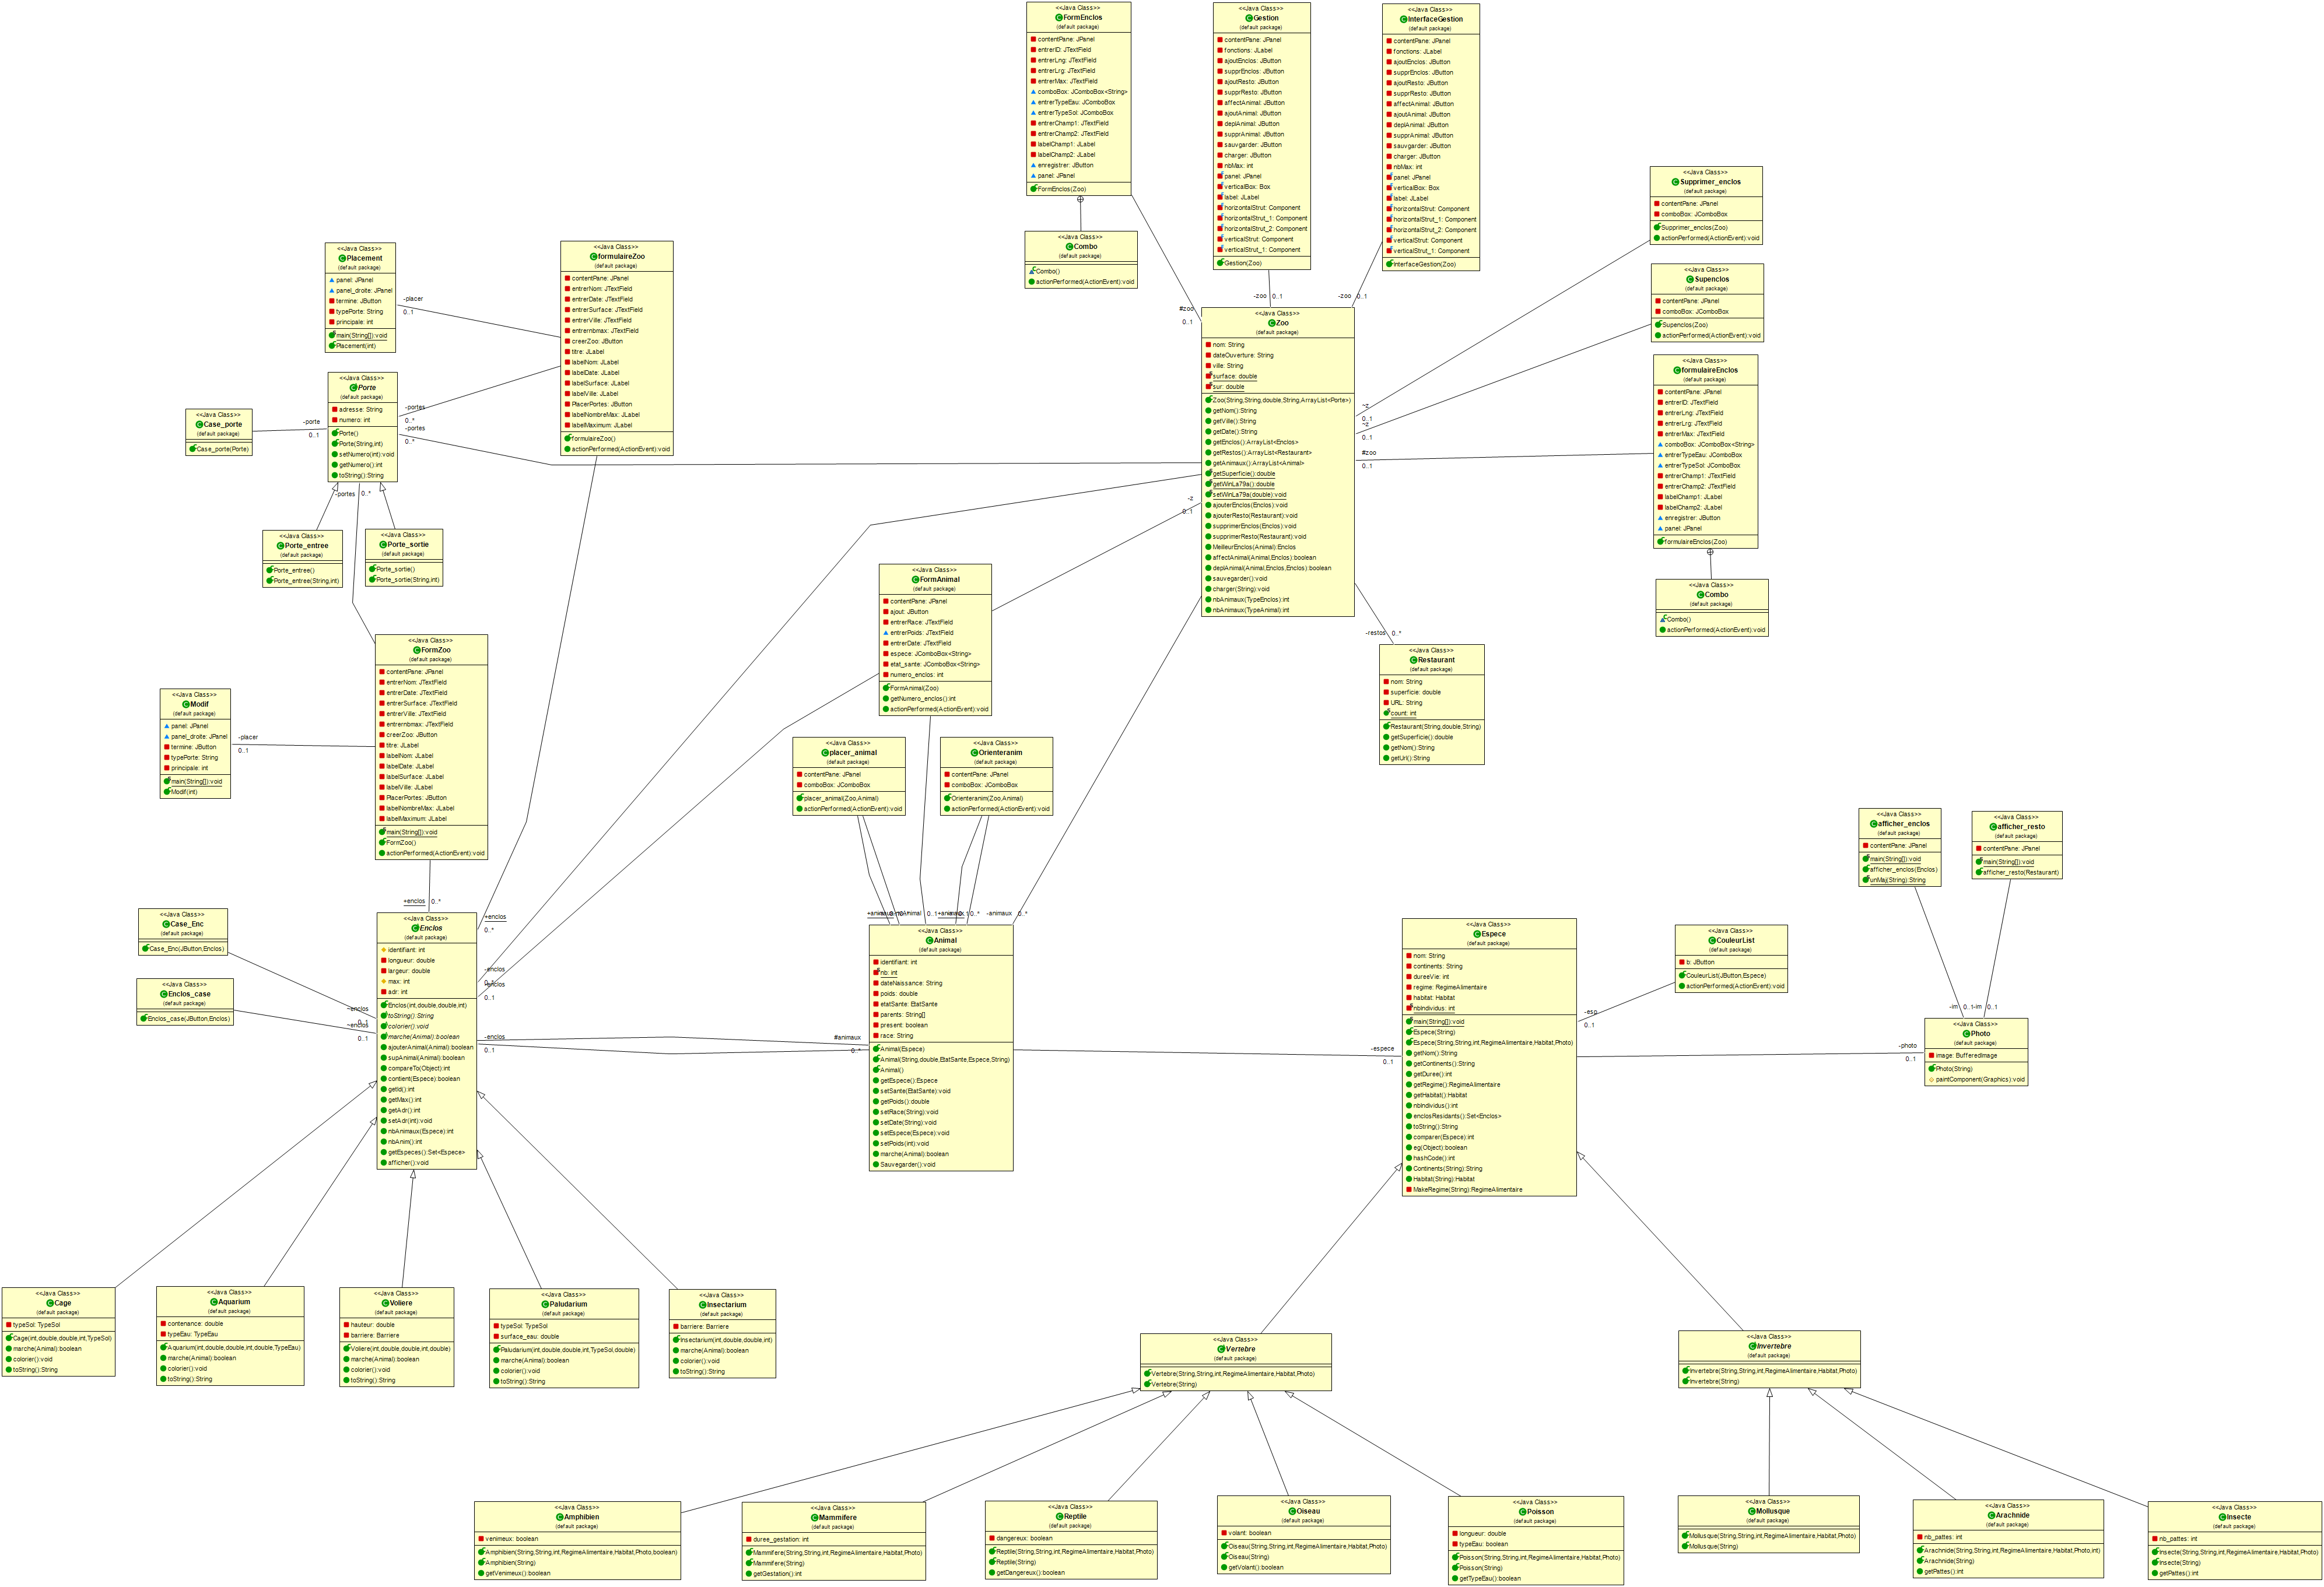 <<Java Class>>
FormEnclos
(default package)
contentPane: JPanel
entrerID: JTextField
entrerLng: JTextField
entrerLrg: JTextField
entrerMax: JTextField
comboBox: JComboBox<String>
entrerTypeEau: JComboBox
entrerTypeSol: JComboBox
entrerChamp1: JTextField
entrerChamp2: JTextField
labelChamp1: JLabel
labelChamp2: JLabel
enregistrer: JButton
panel: JPanel
FormEnclos(Zoo)
<<Java Class>>
Gestion
(default package)
contentPane: JPanel
fonctions: JLabel
ajoutEnclos: JButton
supprEnclos: JButton
ajoutResto: JButton
supprResto: JButton
affectAnimal: JButton
ajoutAnimal: JButton
deplAnimal: JButton
supprAnimal: JButton
sauvgarder: JButton
charger: JButton
nbMax: int
panel: JPanel
verticalBox: Box
label: JLabel
horizontalStrut: Component
horizontalStrut_1: Component
horizontalStrut_2: Component
verticalStrut: Component
verticalStrut_1: Component
Gestion(Zoo)
<<Java Class>>
InterfaceGestion
(default package)
contentPane: JPanel
fonctions: JLabel
ajoutEnclos: JButton
supprEnclos: JButton
ajoutResto: JButton
supprResto: JButton
affectAnimal: JButton
ajoutAnimal: JButton
deplAnimal: JButton
supprAnimal: JButton
sauvgarder: JButton
charger: JButton
nbMax: int
panel: JPanel
verticalBox: Box
label: JLabel
horizontalStrut: Component
horizontalStrut_1: Component
horizontalStrut_2: Component
verticalStrut: Component
verticalStrut_1: Component
InterfaceGestion(Zoo)
<<Java Class>>
Supprimer_enclos
(default package)
contentPane: JPanel
comboBox: JComboBox
Supprimer_enclos(Zoo)
actionPerformed(ActionEvent):void
<<Java Class>>
Combo
(default package)
Combo()
actionPerformed(ActionEvent):void
<<Java Class>>
Placement
(default package)
panel: JPanel
panel_droite: JPanel
termine: JButton
typePorte: String
principale: int
main(String[]):void
Placement(int)
-placer
0..1
<<Java Class>>
formulaireZoo
(default package)
contentPane: JPanel
entrerNom: JTextField
entrerDate: JTextField
entrerSurface: JTextField
entrerVille: JTextField
entrernbmax: JTextField
creerZoo: JButton
titre: JLabel
labelNom: JLabel
labelDate: JLabel
labelSurface: JLabel
labelVille: JLabel
PlacerPortes: JButton
labelNombreMax: JLabel
labelMaximum: JLabel
formulaireZoo()
actionPerformed(ActionEvent):void
<<Java Class>>
Supenclos
(default package)
contentPane: JPanel
comboBox: JComboBox
Supenclos(Zoo)
actionPerformed(ActionEvent):void
#zoo
0..1
-zoo
0..1
-zoo
0..1
<<Java Class>>
Zoo
(default package)
nom: String
dateOuverture: String
ville: String
surface: double
sur: double
Zoo(String,String,double,String,ArrayList<Porte>)
getNom():String
getVille():String
getDate():String
getEnclos():ArrayList<Enclos>
getRestos():ArrayList<Restaurant>
getAnimaux():ArrayList<Animal>
getSuperficie():double
getWinLa79a():double
setWinLa79a(double):void
ajouterEnclos(Enclos):void
ajouterResto(Restaurant):void
supprimerEnclos(Enclos):void
supprimerResto(Restaurant):void
MeilleurEnclos(Animal):Enclos
affectAnimal(Animal,Enclos):boolean
deplAnimal(Animal,Enclos,Enclos):boolean
sauvegarder():void
charger(String):void
nbAnimaux(TypeEnclos):int
nbAnimaux(TypeAnimal):int
~z
0..1
~z
0..1
#zoo
0..1
<<Java Class>>
formulaireEnclos
(default package)
contentPane: JPanel
entrerID: JTextField
entrerLng: JTextField
entrerLrg: JTextField
entrerMax: JTextField
comboBox: JComboBox<String>
entrerTypeEau: JComboBox
entrerTypeSol: JComboBox
entrerChamp1: JTextField
entrerChamp2: JTextField
labelChamp1: JLabel
labelChamp2: JLabel
enregistrer: JButton
panel: JPanel
formulaireEnclos(Zoo)
<<Java Class>>
Combo
(default package)
Combo()
actionPerformed(ActionEvent):void
<<Java Class>>
Porte
(default package)
adresse: String
numero: int
Porte()
Porte(String,int)
setNumero(int):void
getNumero():int
toString():String
-portes
0..*
-portes
0..*
<<Java Class>>
Case_porte
(default package)
Case_porte(Porte)
-porte
0..1
-portes
0..*
<<Java Class>>
Porte_entree
(default package)
Porte_entree()
Porte_entree(String,int)
<<Java Class>>
Porte_sortie
(default package)
Porte_sortie()
Porte_sortie(String,int)
-z
0..1
<<Java Class>>
FormAnimal
(default package)
contentPane: JPanel
ajout: JButton
entrerRace: JTextField
entrerPoids: JTextField
entrerDate: JTextField
espece: JComboBox<String>
etat_sante: JComboBox<String>
numero_enclos: int
FormAnimal(Zoo)
getNumero_enclos():int
actionPerformed(ActionEvent):void
-restos
0..*
<<Java Class>>
Restaurant
(default package)
nom: String
superficie: double
URL: String
count: int
Restaurant(String,double,String)
getSuperficie():double
getNom():String
getUrl():String
<<Java Class>>
FormZoo
(default package)
contentPane: JPanel
entrerNom: JTextField
entrerDate: JTextField
entrerSurface: JTextField
entrerVille: JTextField
entrernbmax: JTextField
creerZoo: JButton
titre: JLabel
labelNom: JLabel
labelDate: JLabel
labelSurface: JLabel
labelVille: JLabel
PlacerPortes: JButton
labelNombreMax: JLabel
labelMaximum: JLabel
main(String[]):void
FormZoo()
actionPerformed(ActionEvent):void
<<Java Class>>
Modif
(default package)
panel: JPanel
panel_droite: JPanel
termine: JButton
typePorte: String
principale: int
main(String[]):void
Modif(int)
-placer
0..1
<<Java Class>>
placer_animal
(default package)
contentPane: JPanel
comboBox: JComboBox
placer_animal(Zoo,Animal)
actionPerformed(ActionEvent):void
<<Java Class>>
Orienteranim
(default package)
contentPane: JPanel
comboBox: JComboBox
Orienteranim(Zoo,Animal)
actionPerformed(ActionEvent):void
<<Java Class>>
afficher_enclos
(default package)
contentPane: JPanel
main(String[]):void
afficher_enclos(Enclos)
unMaj(String):String
<<Java Class>>
afficher_resto
(default package)
contentPane: JPanel
main(String[]):void
afficher_resto(Restaurant)
+enclos
0..*
+enclos
0..*
<<Java Class>>
Case_Enc
(default package)
Case_Enc(JButton,Enclos)
<<Java Class>>
Enclos_case
(default package)
Enclos_case(JButton,Enclos)
~enclos
0..1
~enclos
0..1
<<Java Class>>
Enclos
(default package)
identifiant: int
longueur: double
largeur: double
max: int
adr: int
Enclos(int,double,double,int)
toString():String
colorier():void
marche(Animal):boolean
ajouterAnimal(Animal):boolean
supAnimal(Animal):boolean
compareTo(Object):int
contient(Espece):boolean
getId():int
getMax():int
getAdr():int
setAdr(int):void
nbAnimaux(Espece):int
nbAnim():int
getEspeces():Set<Espece>
afficher():void
-enclos
0..1
-enclos
0..1
#animaux
0..*
0..1
0..*
-animaux
0..*
<<Java Class>>
Animal
(default package)
identifiant: int
nb: int
dateNaissance: String
poids: double
etatSante: EtatSante
parents: String[]
present: boolean
race: String
Animal(Espece)
Animal(String,double,EtatSante,Espece,String)
Animal()
getEspece():Espece
setSante(EtatSante):void
getPoids():double
setRace(String):void
setDate(String):void
setEspece(Espece):void
setPoids(int):void
marche(Animal):boolean
Sauvegarder():void
-espece
0..1
<<Java Class>>
Espece
(default package)
nom: String
continents: String
dureeVie: int
regime: RegimeAlimentaire
habitat: Habitat
nbIndividus: int
main(String[]):void
Espece(String)
Espece(String,String,int,RegimeAlimentaire,Habitat,Photo)
getNom():String
getContinents():String
getDuree():int
getRegime():RegimeAlimentaire
getHabitat():Habitat
nbIndividus():int
enclosResidants():Set<Enclos>
toString():String
comparer(Espece):int
eg(Object):boolean
hashCode():int
Continents(String):String
Habitat(String):Habitat
MakeRegime(String):RegimeAlimentaire
<<Java Class>>
CouleurList
(default package)
b: JButton
CouleurList(JButton,Espece)
actionPerformed(ActionEvent):void
-esp
0..1
-im
0..1
-im
0..1
-photo
0..1
<<Java Class>>
Photo
(default package)
image: BufferedImage
Photo(String)
paintComponent(Graphics):void
<<Java Class>>
Cage
(default package)
typeSol: TypeSol
Cage(int,double,double,int,TypeSol)
marche(Animal):boolean
colorier():void
toString():String
<<Java Class>>
Aquarium
(default package)
contenance: double
typeEau: TypeEau
Aquarium(int,double,double,int,double,TypeEau)
marche(Animal):boolean
colorier():void
toString():String
<<Java Class>>
Voliere
(default package)
hauteur: double
barriere: Barriere
Voliere(int,double,double,int,double)
marche(Animal):boolean
colorier():void
toString():String
<<Java Class>>
Paludarium
(default package)
typeSol: TypeSol
surface_eau: double
Paludarium(int,double,double,int,TypeSol,double)
marche(Animal):boolean
colorier():void
toString():String
<<Java Class>>
Insectarium
(default package)
barriere: Barriere
Insectarium(int,double,double,int)
marche(Animal):boolean
colorier():void
toString():String
<<Java Class>>
Vertebre
(default package)
Vertebre(String,String,int,RegimeAlimentaire,Habitat,Photo)
Vertebre(String)
<<Java Class>>
Invertebre
(default package)
Invertebre(String,String,int,RegimeAlimentaire,Habitat,Photo)
Invertebre(String)
<<Java Class>>
Amphibien
(default package)
venimeux: boolean
Amphibien(String,String,int,RegimeAlimentaire,Habitat,Photo,boolean)
Amphibien(String)
getVenimeux():boolean
<<Java Class>>
Mammifere
(default package)
duree_gestation: int
Mammifere(String,String,int,RegimeAlimentaire,Habitat,Photo)
Mammifere(String)
getGestation():int
<<Java Class>>
Reptile
(default package)
dangereux: boolean
Reptile(String,String,int,RegimeAlimentaire,Habitat,Photo)
Reptile(String)
getDangereux():boolean
<<Java Class>>
Oiseau
(default package)
volant: boolean
Oiseau(String,String,int,RegimeAlimentaire,Habitat,Photo)
Oiseau(String)
getVolant():boolean
<<Java Class>>
Poisson
(default package)
longueur: double
typeEau: boolean
Poisson(String,String,int,RegimeAlimentaire,Habitat,Photo)
Poisson(String)
getTypeEau():boolean
<<Java Class>>
Mollusque
(default package)
Mollusque(String,String,int,RegimeAlimentaire,Habitat,Photo)
Mollusque(String)
<<Java Class>>
Arachnide
(default package)
nb_pattes: int
Arachnide(String,String,int,RegimeAlimentaire,Habitat,Photo,int)
Arachnide(String)
getPattes():int
<<Java Class>>
Insecte
(default package)
nb_pattes: int
Insecte(String,String,int,RegimeAlimentaire,Habitat,Photo)
Insecte(String)
getPattes():int